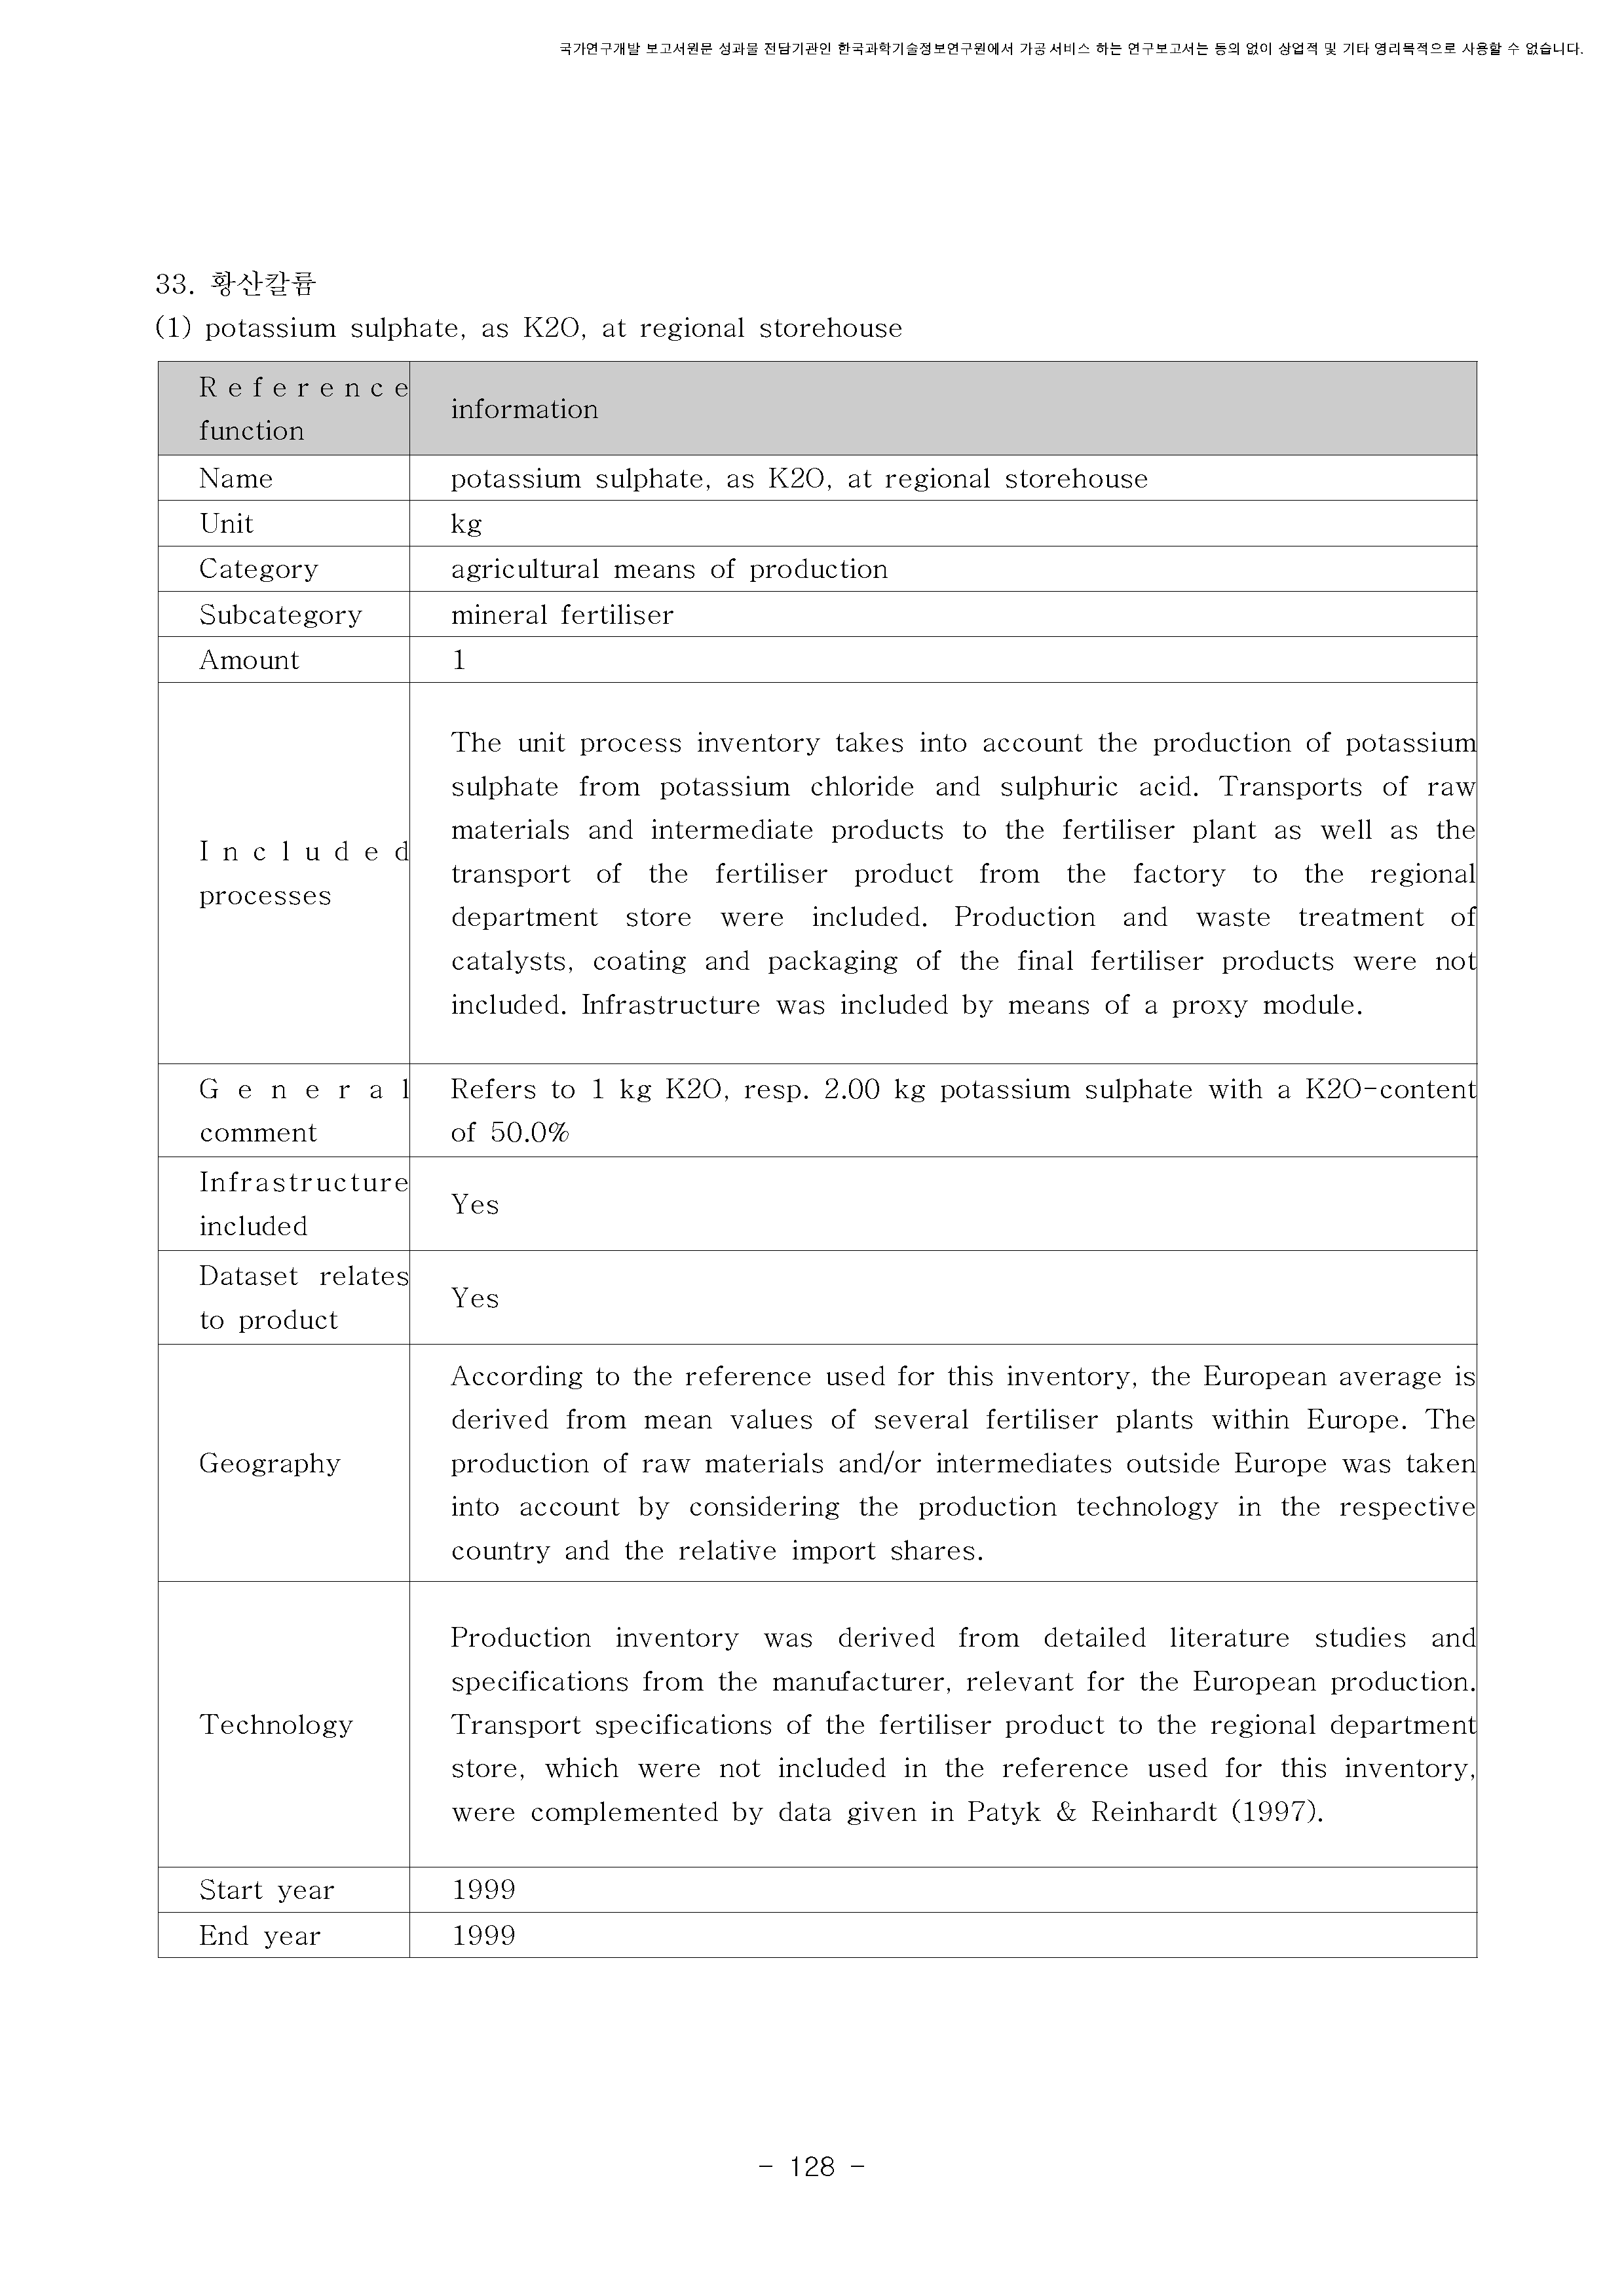 국가연구개발 보고서원문 성과물 전담기관인 한국과학기술정보연구원에서 가공·서비스 하는 연구보고서는 동의 없이 상업적 및 기타 영리목적으로 사용할 수 없습니다.
33. 황산칼륨
(1) potassium sulphate, as K2O, at regional storehouse
Reference
function
information
Name
potassium sulphate, as K2O, at regional storehouse
Unit
kg
Category
agricultural means of production
Subcategory
mineral fertiliser
Amount
1
Included
processes
The unit process inventory takes into account the production of potassium
sulphate from potassium chloride and sulphuric acid. Transports of raw
materials and intermediate products to the fertiliser plant as well as the
transport of the fertiliser product from the factory to the regional
department store were included. Production and waste treatment of
catalysts, coating and packaging of the final fertiliser products were not
included. Infrastructure was included by means of a proxy module.
General
comment
Refers to 1 kg K2O, resp. 2.00 kg potassium sulphate with a K2O-content
of 50.0%
Infrastructure
included
Yes
Dataset relates
to product
Yes
Geography
According to the reference used for this inventory, the European average is
derived from mean values of several fertiliser plants within Europe. The
production of raw materials and/or intermediates outside Europe was taken
into account by considering the production technology in the respective
country and the relative import shares.
Technology
Production inventory was derived from detailed literature studies and
specifications from the manufacturer, relevant for the European production.
Transport specifications of the fertiliser product to the regional department
store, which were not included in the reference used for this inventory,
were complemented by data given in Patyk & Reinhardt (1997).
Start year
1999
End year
1999
- 128 -